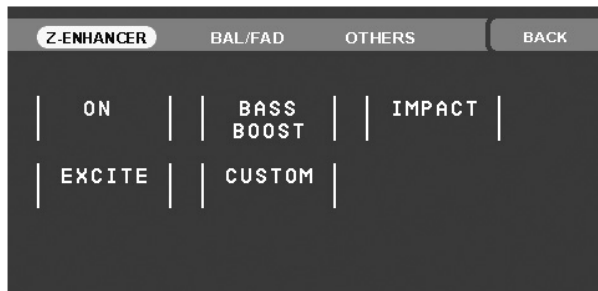 Z-ENHANCER BAL/FAD OTHERS BACK
ON BASS BOOST IMPACT
EXCITE CUSTOM